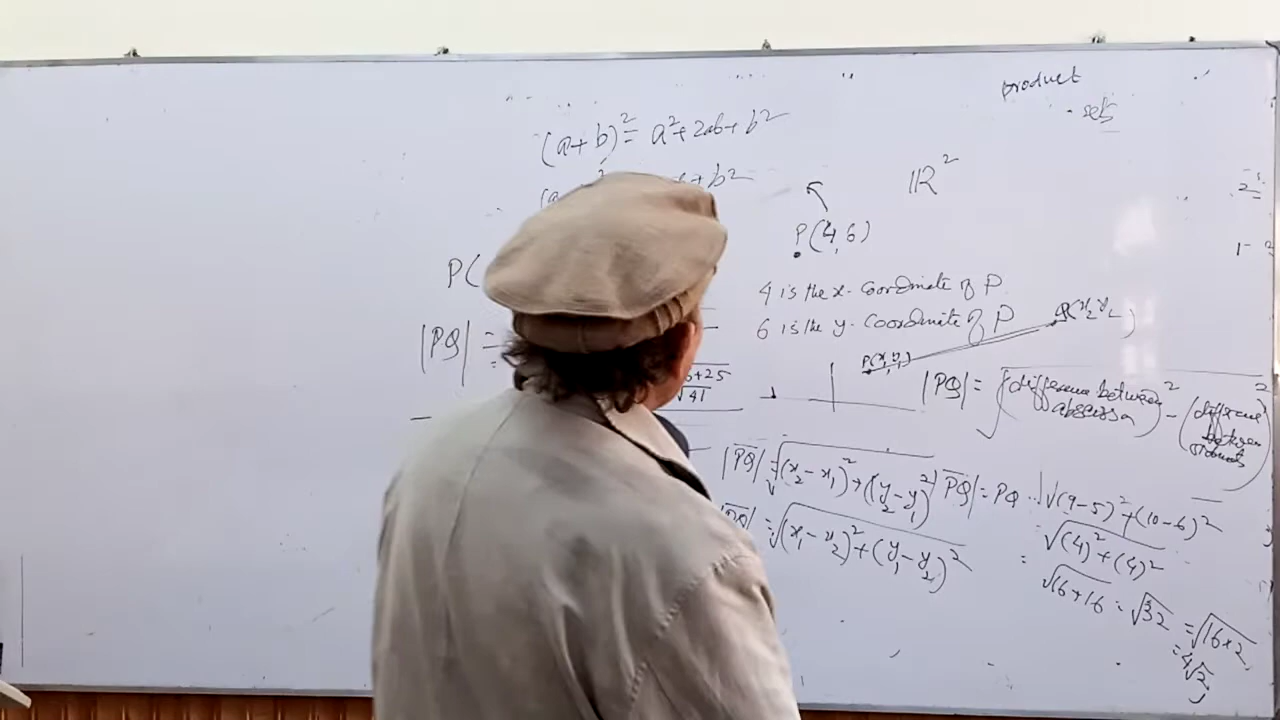 product
sets
(a+b)² = a²+2ab+b²
+b²
ℝ²
P(4,6)
P(
4 is the x-coordinate of P
6 is the y-coordinate of P
Q(x₂,y₂)
P(x₁,y₁)
|PQ| =
+25
√41
|PQ| = √(difference between abscissa)² - (difference between
|PQ| = √(x₂-x₁)²+(y₂-y₁)²
|PQ| = PQ
√(9-5)²+(10-6)²
= √(x₁-x₂)²+(y₁-y₂)²
= √(4)²+(4)²
√16+16 = √32 = √16×2
= 4√2